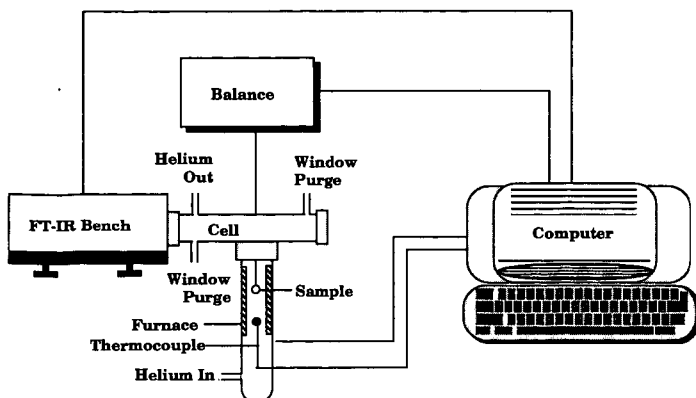 Balance
Helium
Out
Window
Purge
FT-IR Bench
Cell
Computer
Window
Purge
Sample
Furnace
Thermocouple
Helium In